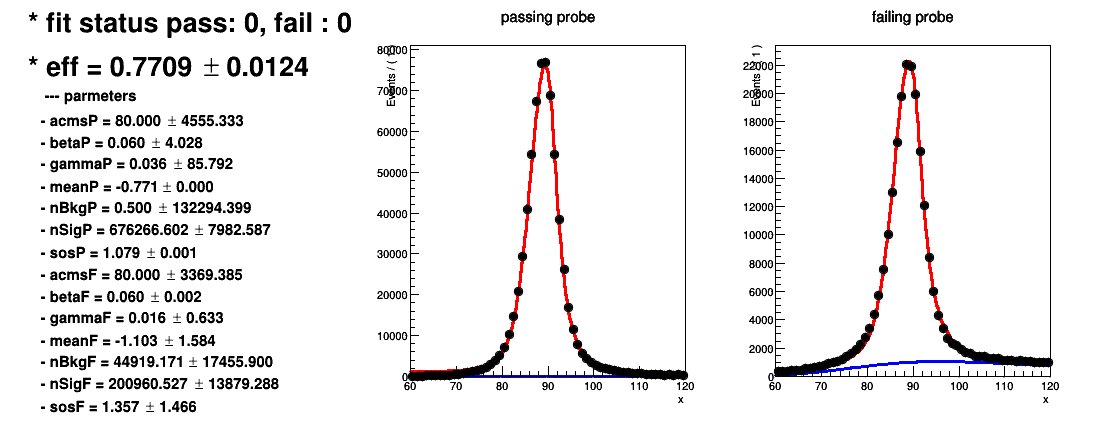 * fit status pass: 0, fail : 0
* eff = 0.7709 ± 0.0124
--- parmeters
- acmsP = 80.000 ± 4555.333
- betaP = 0.060 ± 4.028
- gammaP = 0.036 ± 85.792
- meanP = -0.771 ± 0.000
- nBkgP = 0.500 ± 132294.399
- nSigP = 676266.602 ± 7982.587
- sosP = 1.079 ± 0.001
- acmsF = 80.000 ± 3369.385
- betaF = 0.060 ± 0.002
- gammaF = 0.016 ± 0.633
- meanF = -1.103 ± 1.584
- nBkgF = 44919.171 ± 17455.900
- nSigF = 200960.527 ± 13879.288
- sosF = 1.357 ± 1.466
passing probe
Events / ( 1 )
80000
70000
60000
50000
40000
30000
20000
10000
0
60 70 80 90 100 110 120
x
failing probe
Events / ( 1 )
22000
20000
18000
16000
14000
12000
10000
8000
6000
4000
2000
0
60 70 80 90 100 110 120
x